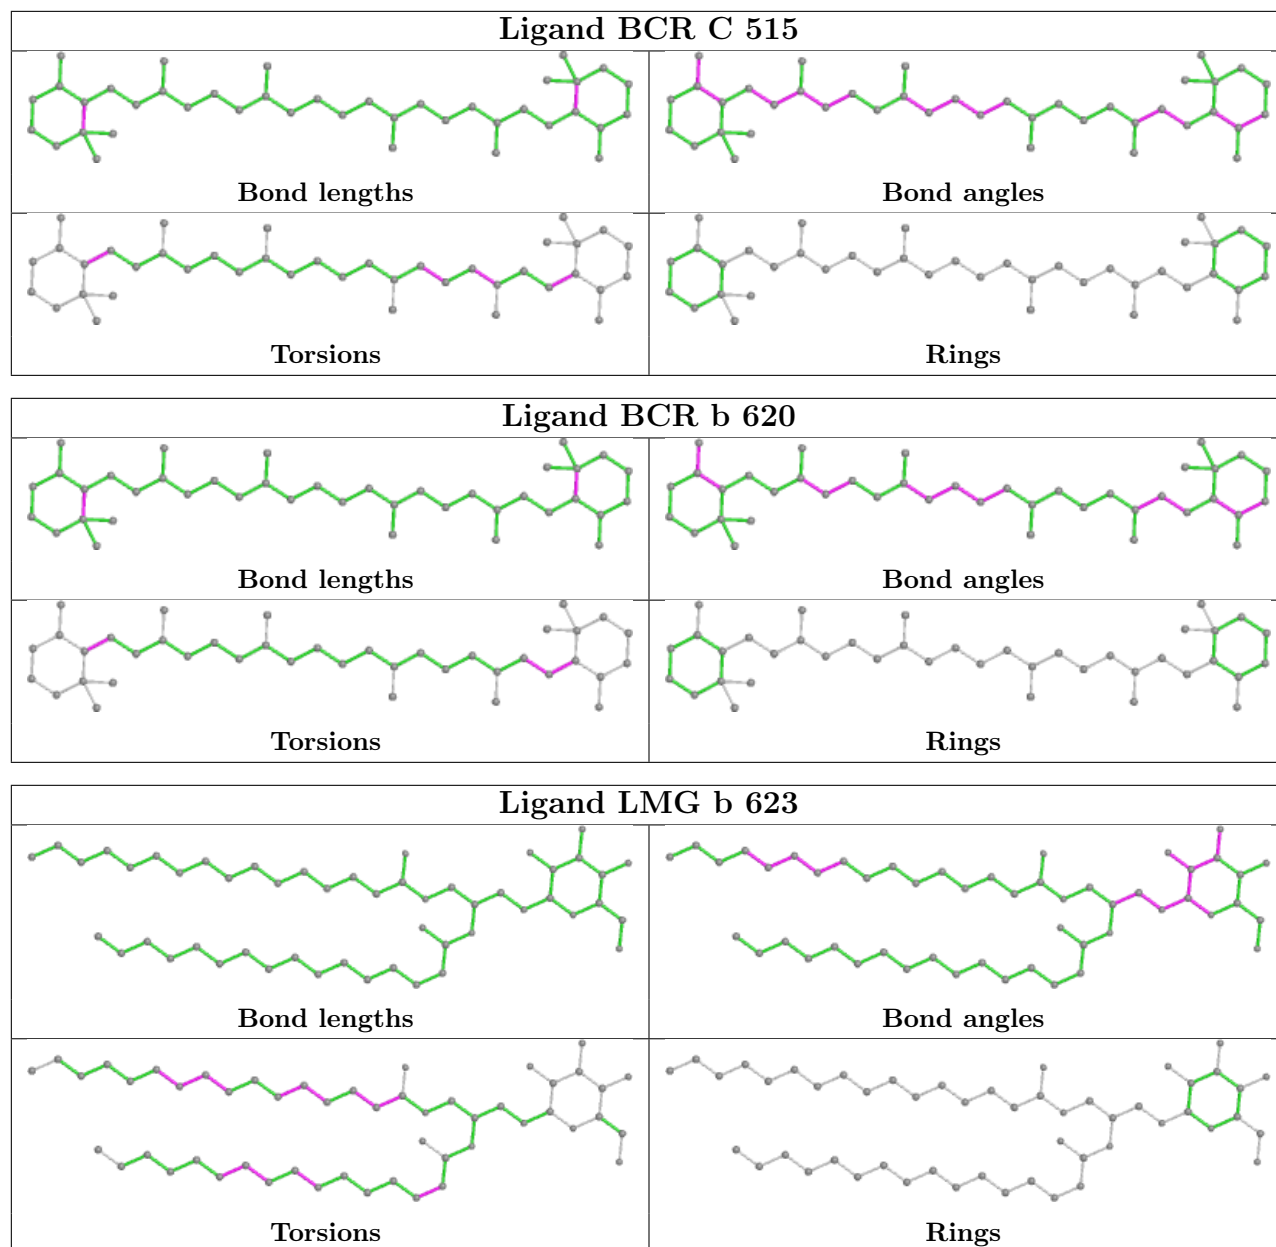 Ligand BCR C 515
Bond lengths
Bond angles
Torsions
Rings
Ligand BCR b 620
Bond lengths
Bond angles
Torsions
Rings
Ligand LMG b 623
Bond lengths
Bond angles
Torsions
Rings